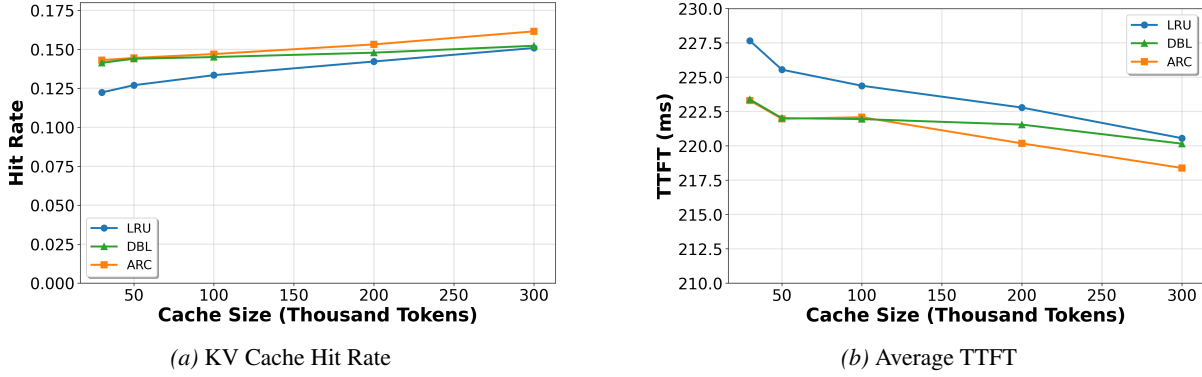 0.175
0.150
0.125
0.100
0.075
0.050
0.025
0.000
Hit Rate
LRU
DBL
ARC
50 100 150 200 250 300
Cache Size (Thousand Tokens)
(a) KV Cache Hit Rate
230.0
227.5
225.0
222.5
220.0
217.5
215.0
212.5
210.0
TTFT (ms)
LRU
DBL
ARC
50 100 150 200 250 300
Cache Size (Thousand Tokens)
(b) Average TTFT